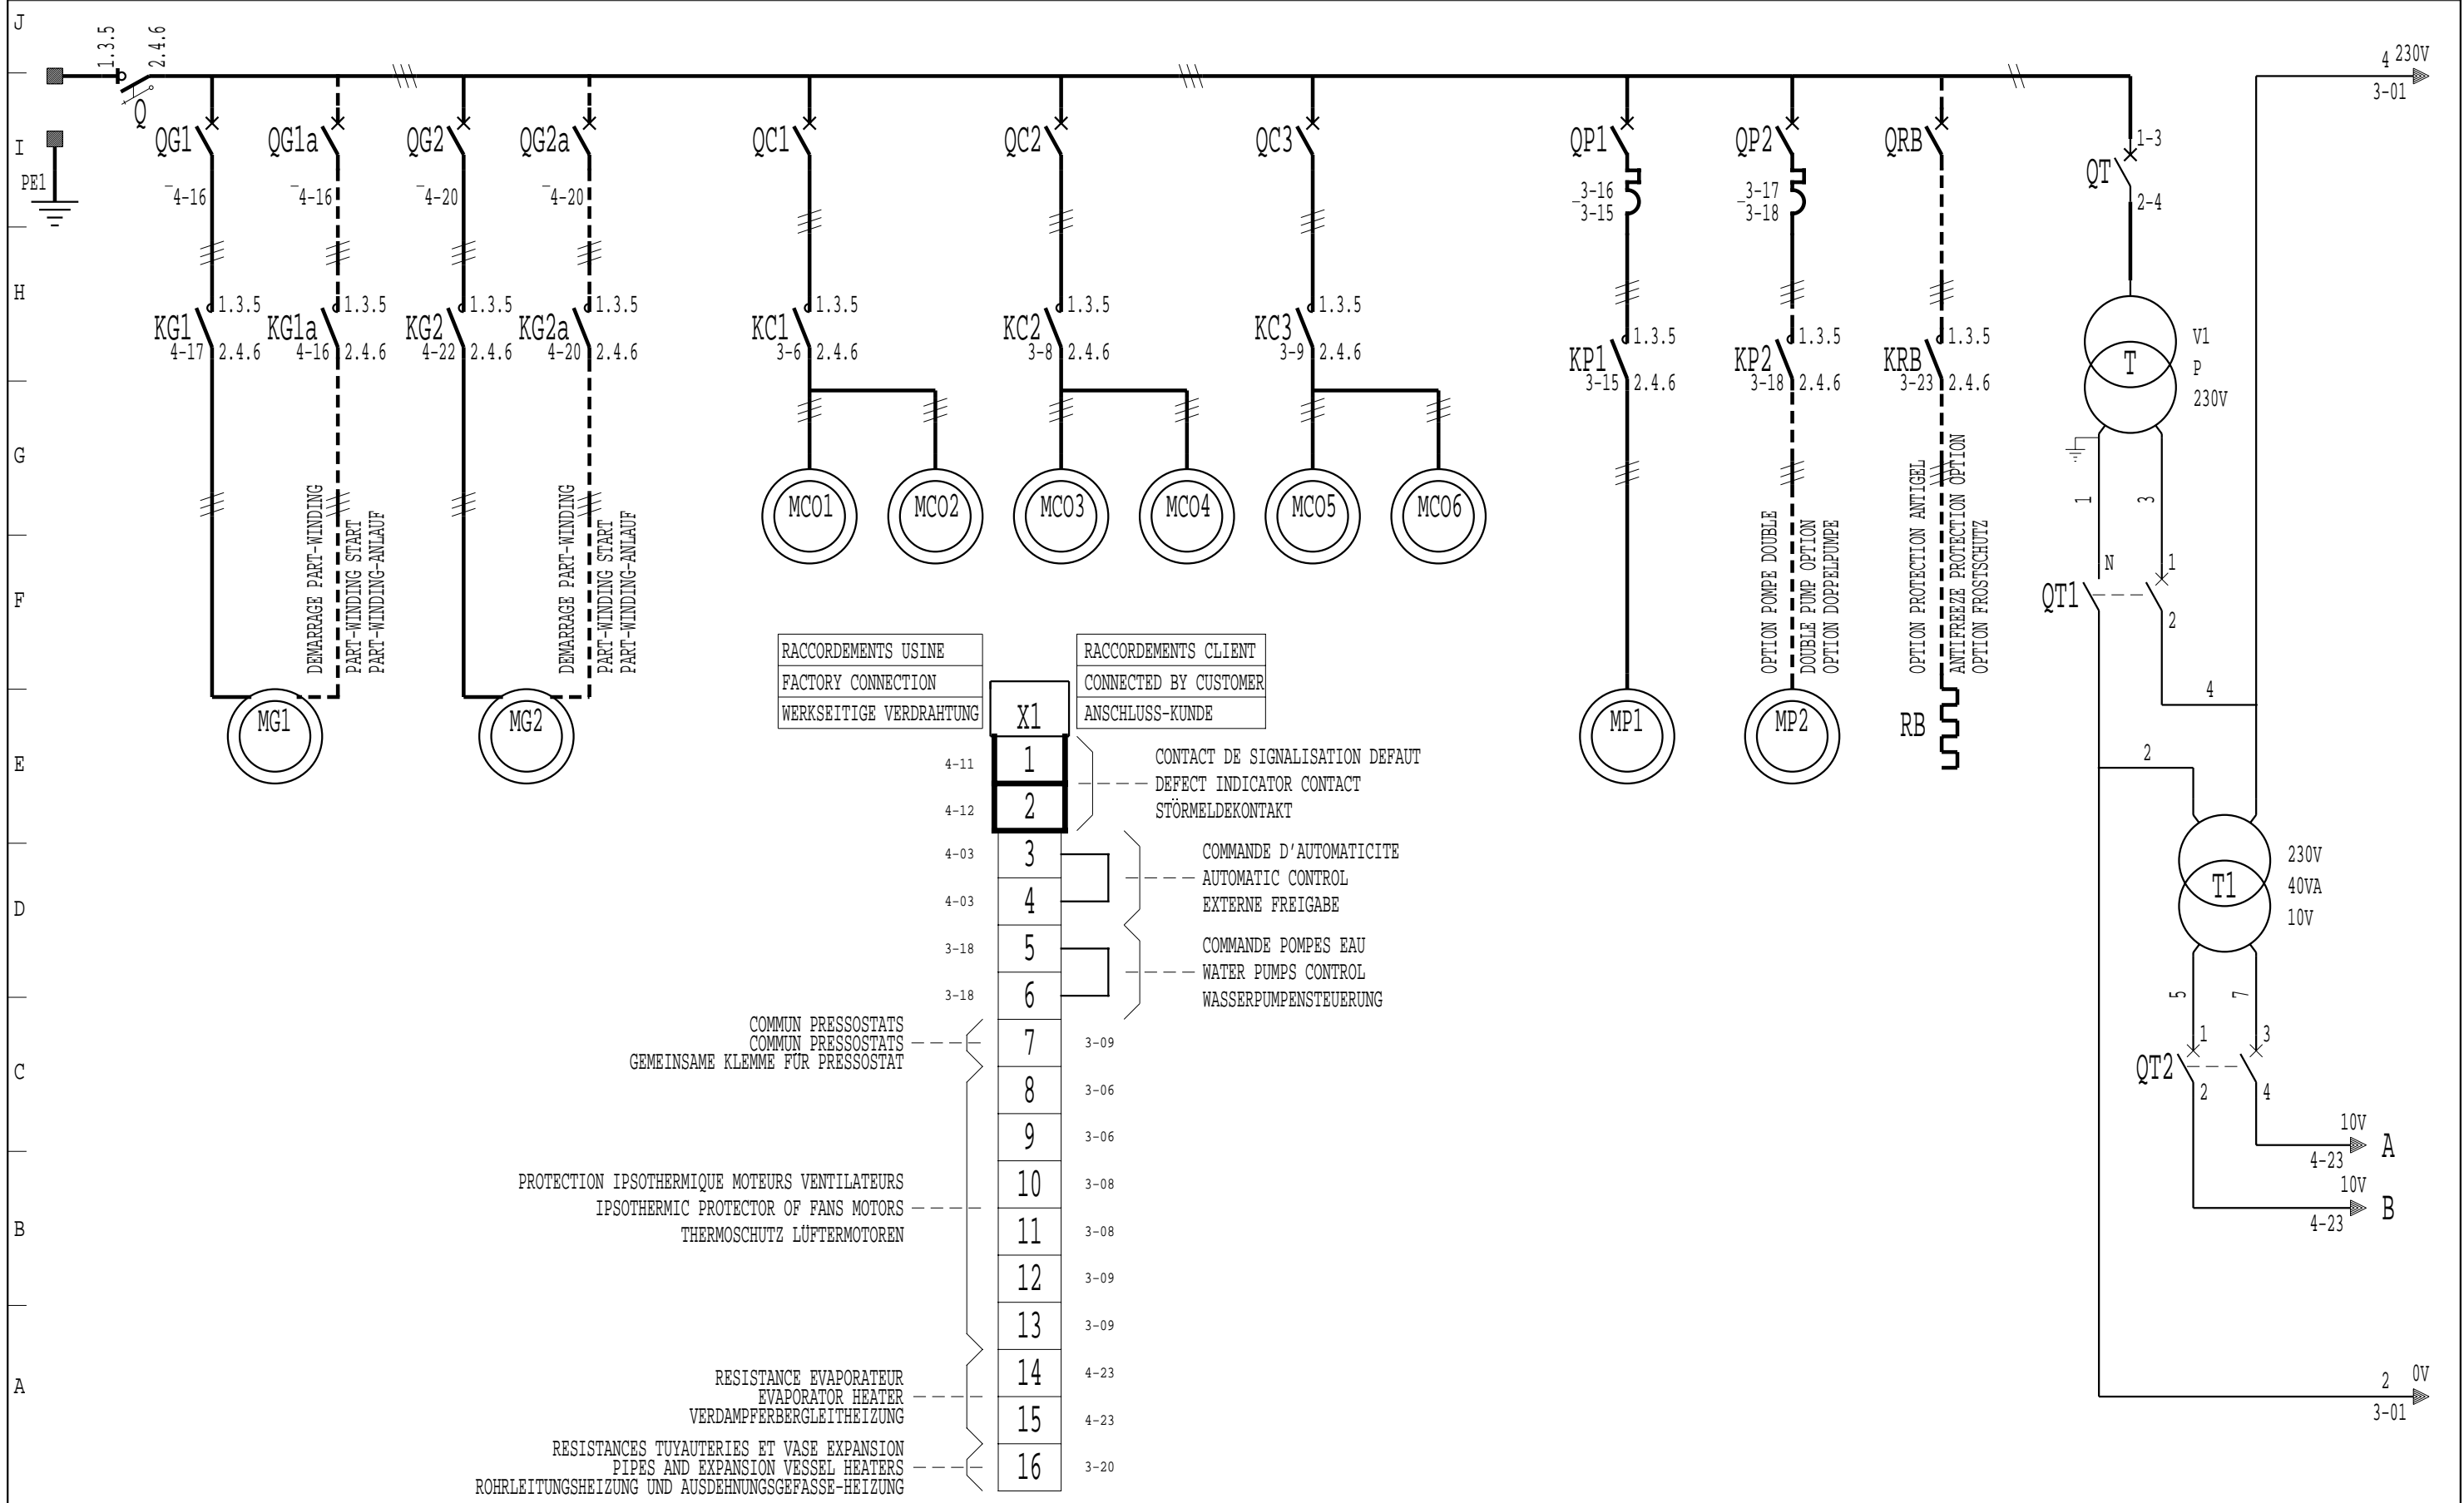 J
1.3.5
2.4.6
4 230V
3-01
Q
I
PE1
QG1
QG1a
QG2
QG2a
QC1
QC2
QC3
QP1
QP2
QRB
QT
1-3
2-4
4-16
4-16
4-20
4-20
3-16
3-15
3-17
3-18
H
KG1
4-17
1.3.5
2.4.6
KG1a
4-16
1.3.5
2.4.6
KG2
4-22
1.3.5
2.4.6
KG2a
4-20
1.3.5
2.4.6
KC1
3-6
1.3.5
2.4.6
KC2
3-8
1.3.5
2.4.6
KC3
3-9
1.3.5
2.4.6
KP1
3-15
1.3.5
2.4.6
KP2
3-18
1.3.5
2.4.6
KRB
3-23
1.3.5
2.4.6
T
V1
P
230V
G
MCO1
MCO2
MCO3
MCO4
MCO5
MCO6
1
3
DEMARRAGE PART-WINDING
PART-WINDING START
PART-WINDING-ANLAUF
DEMARRAGE PART-WINDING
PART-WINDING START
PART-WINDING-ANLAUF
OPTION POMPE DOUBLE
DOUBLE PUMP OPTION
OPTION DOPPELPUMPE
OPTION PROTECTION ANTIGEL
ANTIFREEZE PROTECTION OPTION
OPTION FROSTSCHUTZ
F
QT1
N
1
2
4
2
MG1
MG2
MP1
MP2
RB
RACCORDEMENTS USINE
FACTORY CONNECTION
WERKSEITIGE VERDRAHTUNG
X1
RACCORDEMENTS CLIENT
CONNECTED BY CUSTOMER
ANSCHLUSS-KUNDE
E
4-11 1
4-12 2
CONTACT DE SIGNALISATION DEFAUT
DEFECT INDICATOR CONTACT
STÖRMELDEKONTAKT
4-03 3
4-03 4
COMMANDE D'AUTOMATICITE
AUTOMATIC CONTROL
EXTERNE FREIGABE
D
T1
230V
40VA
10V
3-18 5
3-18 6
COMMANDE POMPES EAU
WATER PUMPS CONTROL
WASSERPUMPENSTEUERUNG
5
7
COMMUN PRESSOSTATS
COMMUN PRESSOSTATS
GEMEINSAME KLEMME FÜR PRESSOSTAT
7 3-09
C
QT2
1
2
3
4
8 3-06
9 3-06
10V
A
4-23
PROTECTION IPSOTHERMIQUE MOTEURS VENTILATEURS
IPSOTHERMIC PROTECTOR OF FANS MOTORS
THERMOSCHUTZ LÜFTERMOTOREN
10 3-08
11 3-08
10V
B
4-23
B
12 3-09
13 3-09
A
RESISTANCE EVAPORATEUR
EVAPORATOR HEATER
VERDAMPFERBERGLEITHEIZUNG
14 4-23
15 4-23
2 0V
3-01
RESISTANCES TUYAUTERIES ET VASE EXPANSION
PIPES AND EXPANSION VESSEL HEATERS
ROHRLEITUNGSHEIZUNG UND AUSDEHNUNGSGEFASSE-HEIZUNG
16 3-20